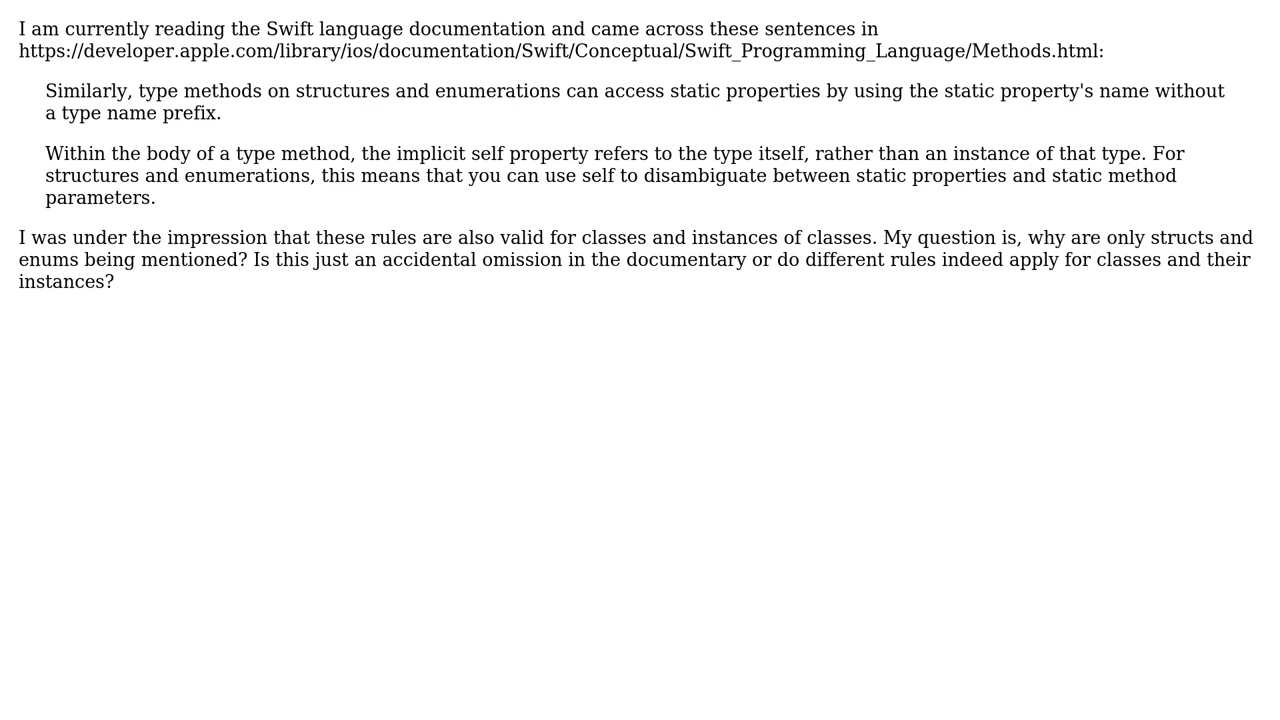 I am currently reading the Swift language documentation and came across these sentences in
https://developer.apple.com/library/ios/documentation/Swift/Conceptual/Swift_Programming_Language/Methods.html:
Similarly, type methods on structures and enumerations can access static properties by using the static property's name without
a type name prefix.
Within the body of a type method, the implicit self property refers to the type itself, rather than an instance of that type. For
structures and enumerations, this means that you can use self to disambiguate between static properties and static method
parameters.
I was under the impression that these rules are also valid for classes and instances of classes. My question is, why are only structs and
enums being mentioned? Is this just an accidental omission in the documentary or do different rules indeed apply for classes and their
instances?